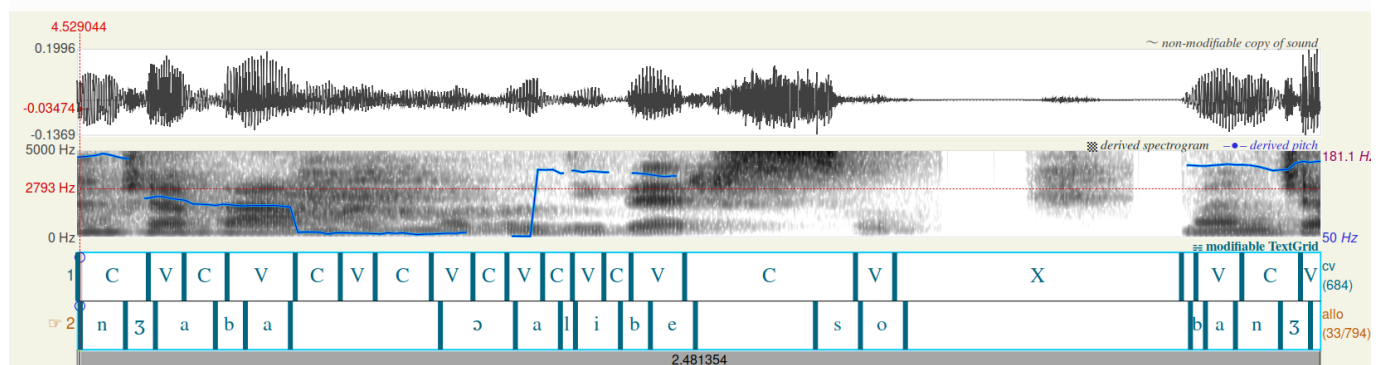 4.529044
0.1996
~ non-modifiable copy of sound
-0.03474
-0.1369
5000 Hz
derived spectrogram derived pitch
181.1 Hz
2793 Hz
0 Hz
50 Hz
modifiable TextGrid
1 C V C V C V C V C V C V C V C V X V C V cv
(684)
2 n ʒ a b a ɔ a l i b e s o b a n ʒ allo
(33/794)
2.481354